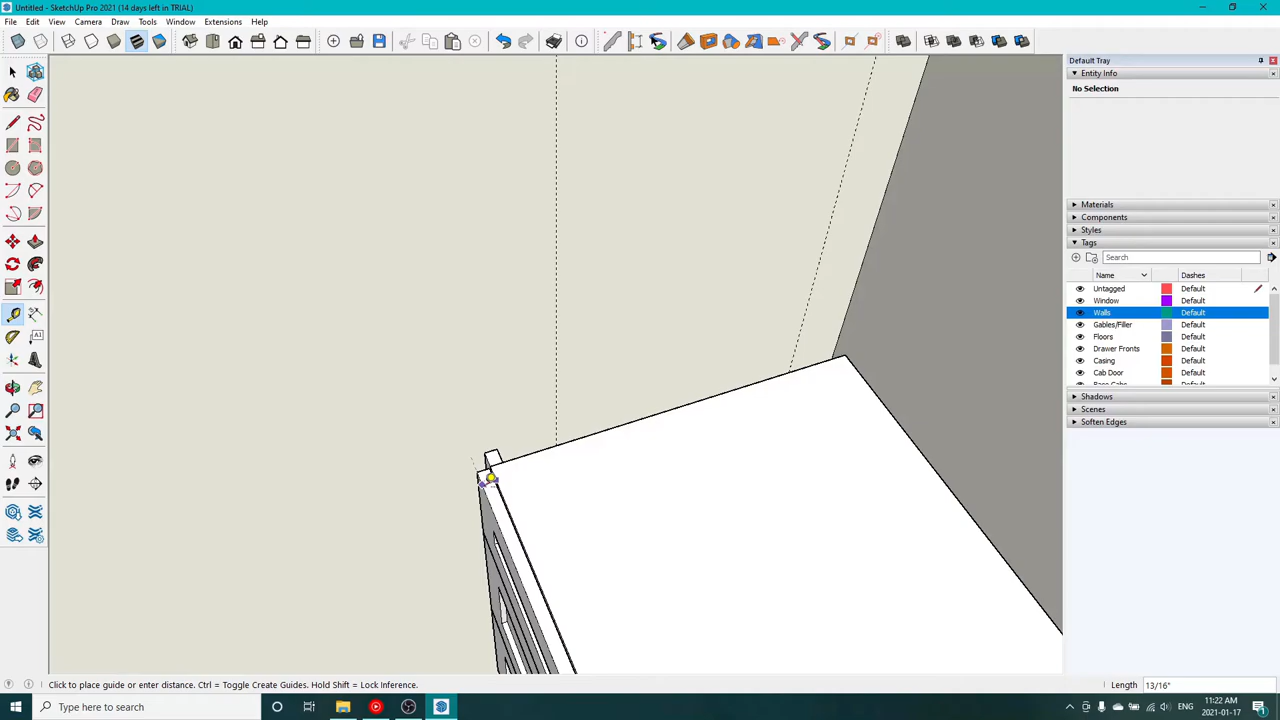 Untitled - SketchUp Pro 2021 (14 days left in TRIAL)
File Edit View Camera Draw Tools Window Extensions Help
Default Tray
Entity Info
No Selection
Materials
Components
Styles
Tags
Search
Name Dashes
Untagged Default
Window Default
Walls Default
Gables/Filler Default
Floors Default
Drawer Fronts Default
Casing Default
Cab Door Default
Base Cabs Default
Shadows
Scenes
Soften Edges
Click to place guide or enter distance. Ctrl = Toggle Create Guides. Hold Shift = Lock Inference.
Length 13/16"
Type here to search
ENG
11:22 AM
2021-01-17